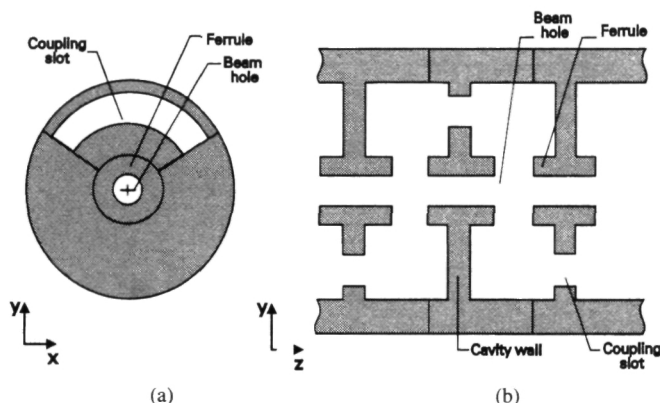 Coupling
slot
Ferrule
Beam
hole
y
x
(a)
Beam
hole
Ferrule
y
z
Cavity wall
Coupling
slot
(b)